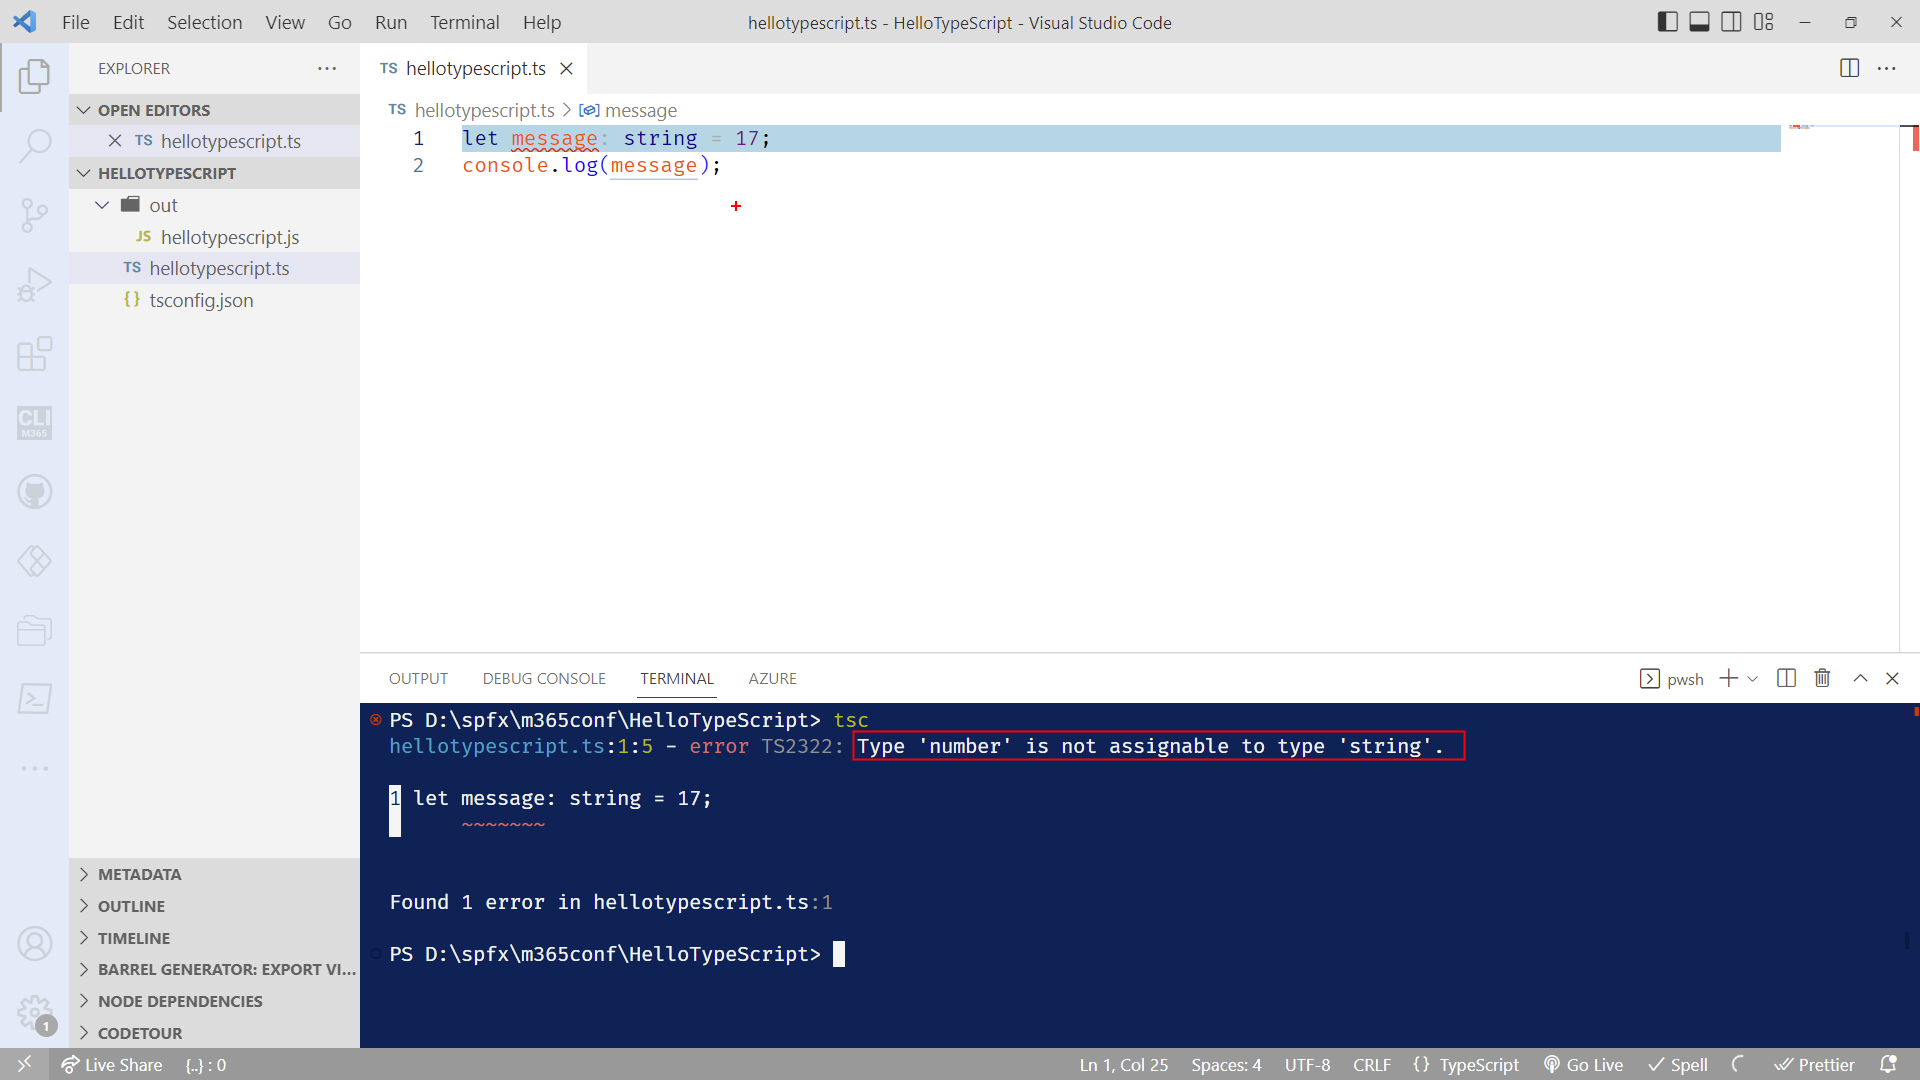 File Edit Selection View Go Run Terminal Help hellotypescript.ts - HelloTypeScript - Visual Studio Code
EXPLORER
OPEN EDITORS
TS hellotypescript.ts
HELLOTYPESCRIPT
out
JS hellotypescript.js
TS hellotypescript.ts
{} tsconfig.json
CLI
M365
METADATA
OUTLINE
TIMELINE
BARREL GENERATOR: EXPORT VI...
NODE DEPENDENCIES
CODETOUR
1
TS hellotypescript.ts
TS hellotypescript.ts > message
1 let message: string = 17;
2 console.log(message);
OUTPUT DEBUG CONSOLE TERMINAL AZURE
pwsh
PS D:\spfx\m365conf\HelloTypeScript> tsc
hellotypescript.ts:1:5 - error TS2322: Type 'number' is not assignable to type 'string'.
1 let message: string = 17;
~~~~~~~
Found 1 error in hellotypescript.ts:1
PS D:\spfx\m365conf\HelloTypeScript>
Live Share {..} : 0 Ln 1, Col 25 Spaces: 4 UTF-8 CRLF {} TypeScript Go Live Spell Prettier